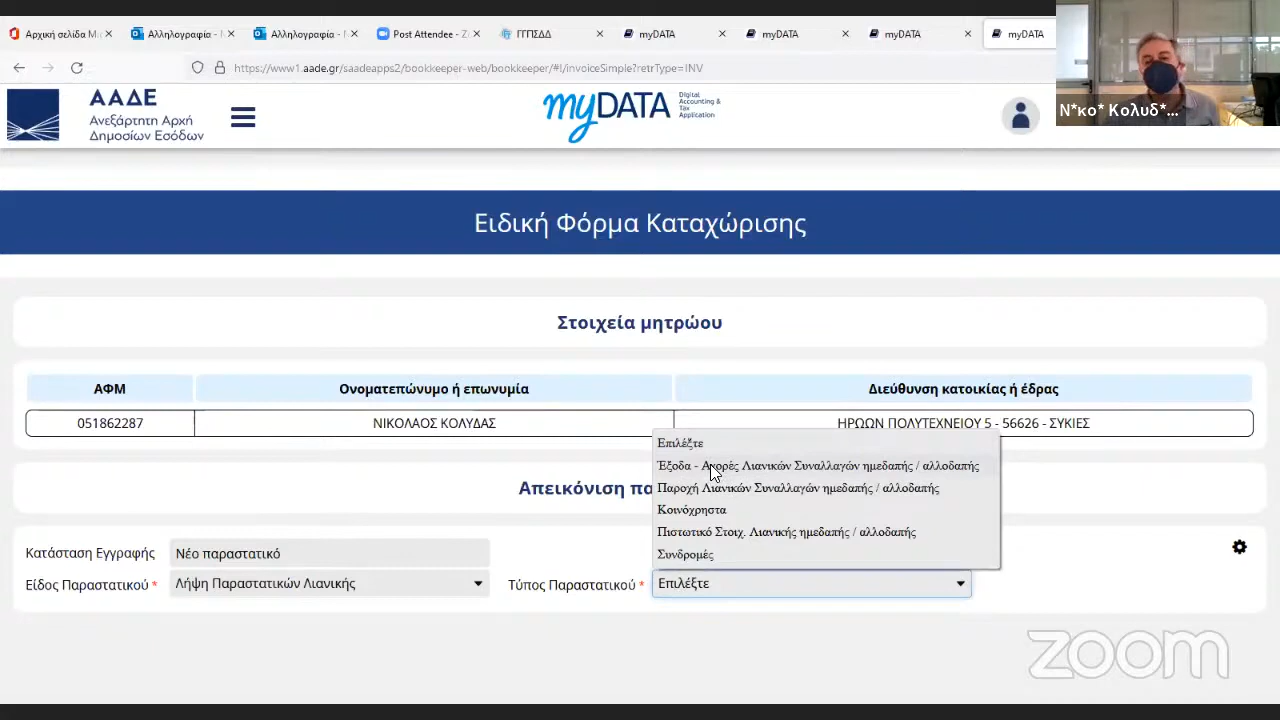 Αρχική σελίδα Mi
Αλληλογραφία - N
Αλληλογραφία - N
Post Attendee - Z
ΓΓΠΣΔΔ
myDATA
myDATA
myDATA
myDATA
https://www1.aade.gr/saadeapps2/bookkeeper-web/bookkeeper/#!/invoiceSimple?retrType=INV
N*κο* Κολυδ*...
ΑΑΔΕ
Ανεξάρτητη Αρχή
Δημοσίων Εσόδων
myDATA
Digital
Accounting &
Tax
Application
Ειδική Φόρμα Καταχώρισης
Στοιχεία μητρώου
ΑΦΜ
Ονοματεπώνυμο ή επωνυμία
Διεύθυνση κατοικίας ή έδρας
051862287
ΝΙΚΟΛΑΟΣ ΚΟΛΥΔΑΣ
ΗΡΩΩΝ ΠΟΛΥΤΕΧΝΕΙΟΥ 5 - 56626 - ΣΥΚΙΕΣ
Απεικόνιση πα
Επιλέξτε
Έξοδα - Αγορές Λιανικών Συναλλαγών ημεδαπής / αλλοδαπής
Παροχή Λιανικών Συναλλαγών ημεδαπής / αλλοδαπής
Κοινόχρηστα
Πιστωτικό Στοιχ. Λιανικής ημεδαπής / αλλοδαπής
Συνδρομές
Κατάσταση Εγγραφής
Νέο παραστατικό
Είδος Παραστατικού *
Λήψη Παραστατικών Λιανικής
Τύπος Παραστατικού *
Επιλέξτε
zoom